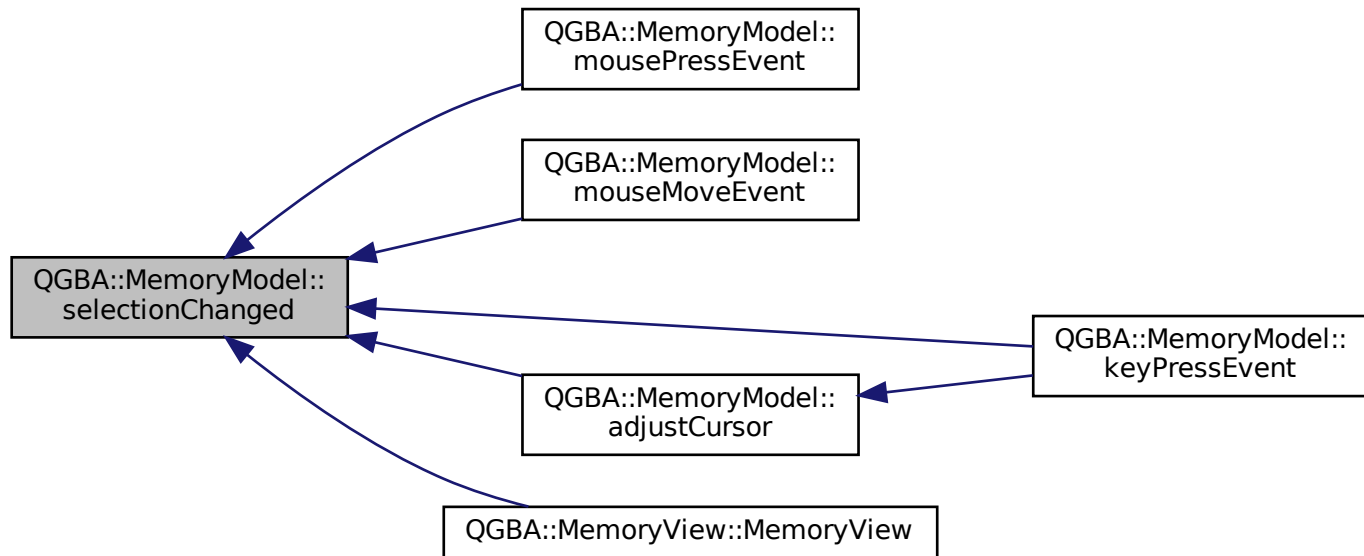 QGBA::MemoryModel::
mousePressEvent
QGBA::MemoryModel::
mouseMoveEvent
QGBA::MemoryModel::
selectionChanged
QGBA::MemoryModel::
keyPressEvent
QGBA::MemoryModel::
adjustCursor
QGBA::MemoryView::MemoryView